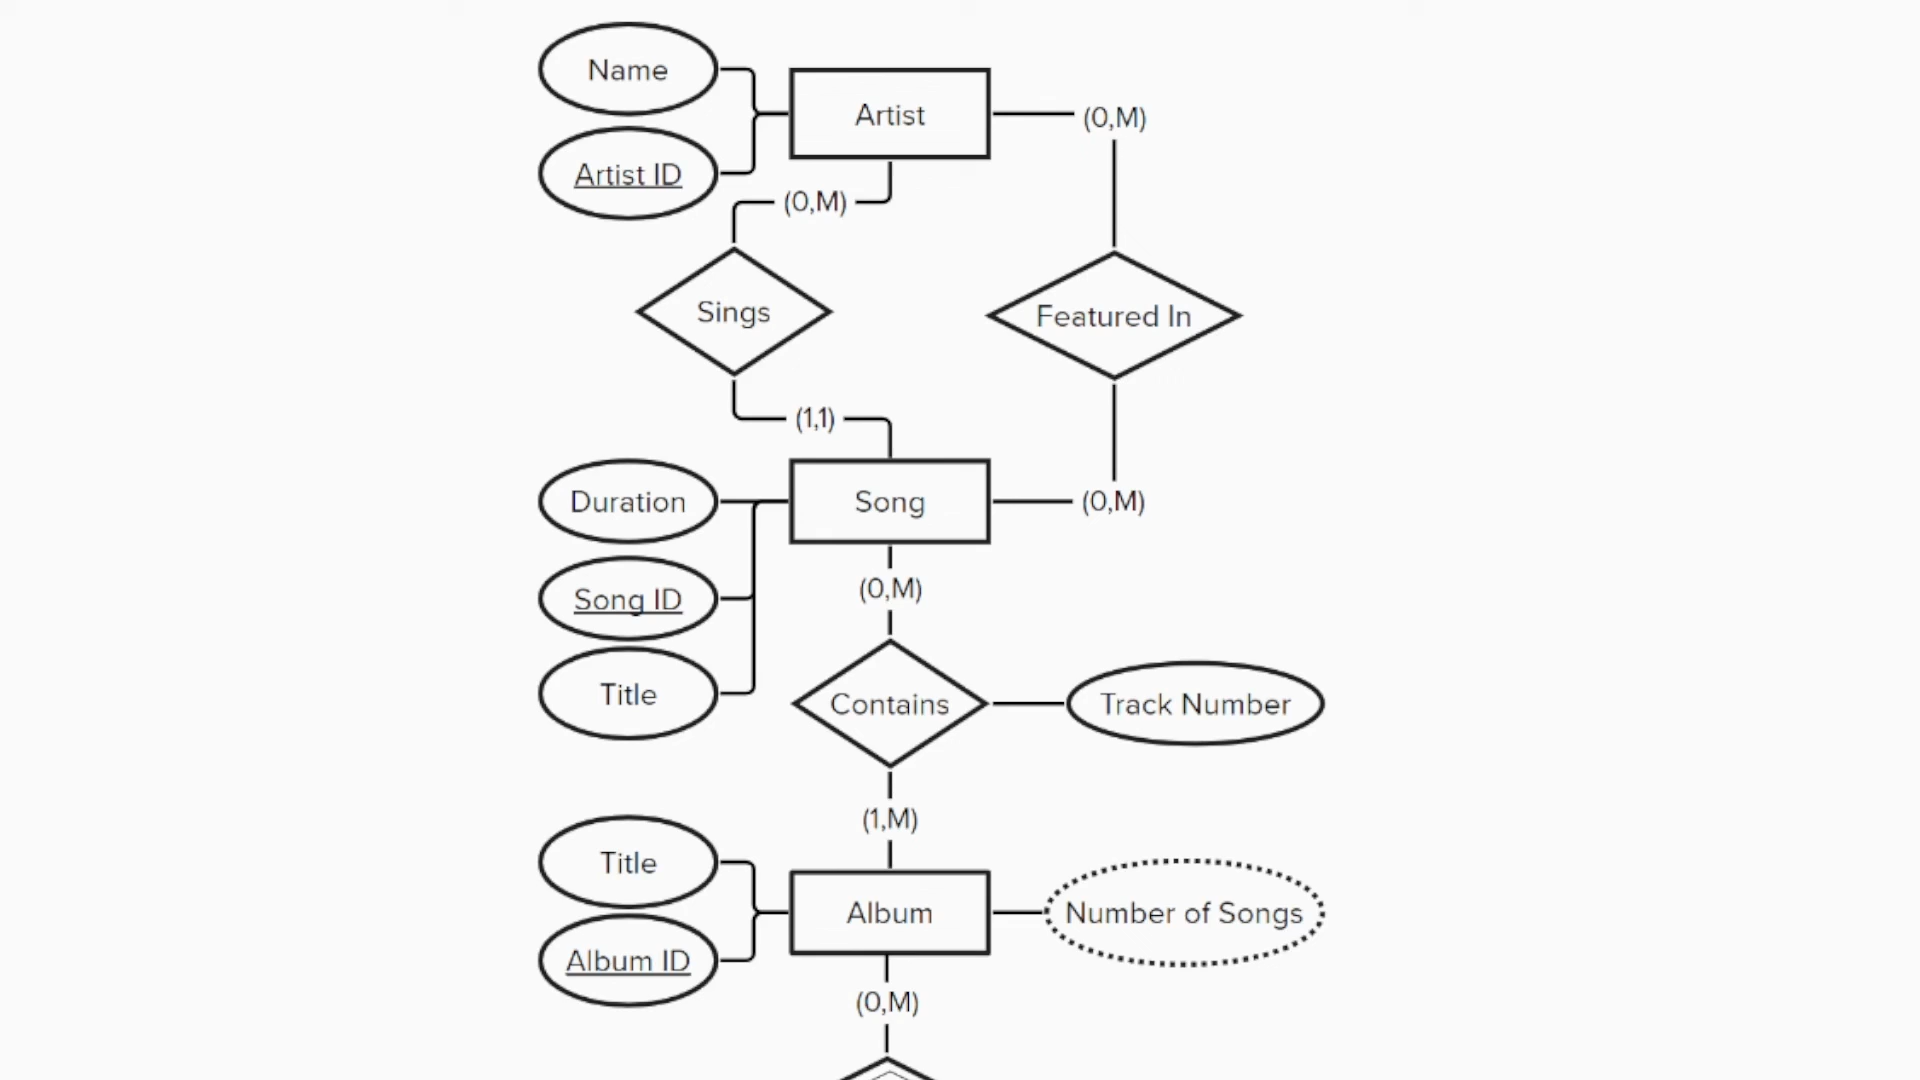 Name
Artist
(0,M)
Artist ID
(0,M)
Sings
Featured In
(1,1)
Duration
Song
(0,M)
(0,M)
Song ID
Title
Contains
Track Number
(1,M)
Title
Album
Number of Songs
Album ID
(0,M)